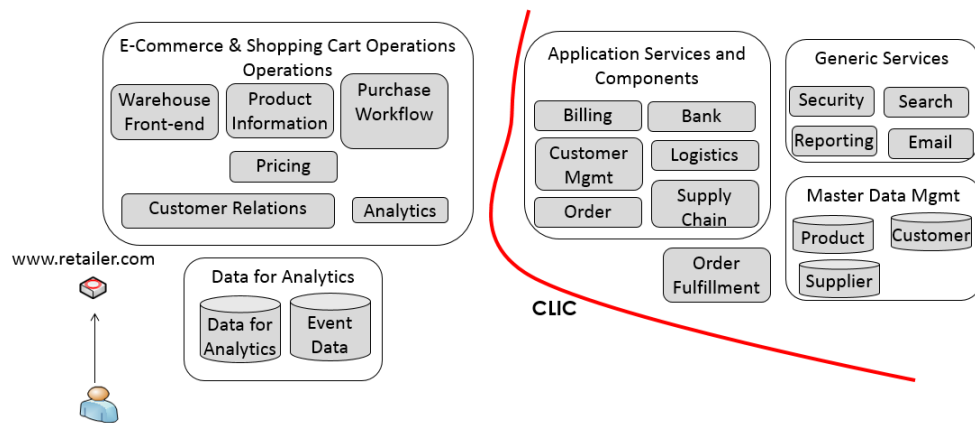 E-Commerce & Shopping Cart Operations
Operations
Warehouse
Front-end
Product
Information
Purchase
Workflow
Pricing
Customer Relations
Analytics
www.retailer.com
Data for Analytics
Data for
Analytics
Event
Data
CLIC
Application Services and
Components
Billing
Bank
Customer
Mgmt
Logistics
Order
Supply
Chain
Order
Fulfillment
Generic Services
Security
Search
Reporting
Email
Master Data Mgmt
Product
Customer
Supplier